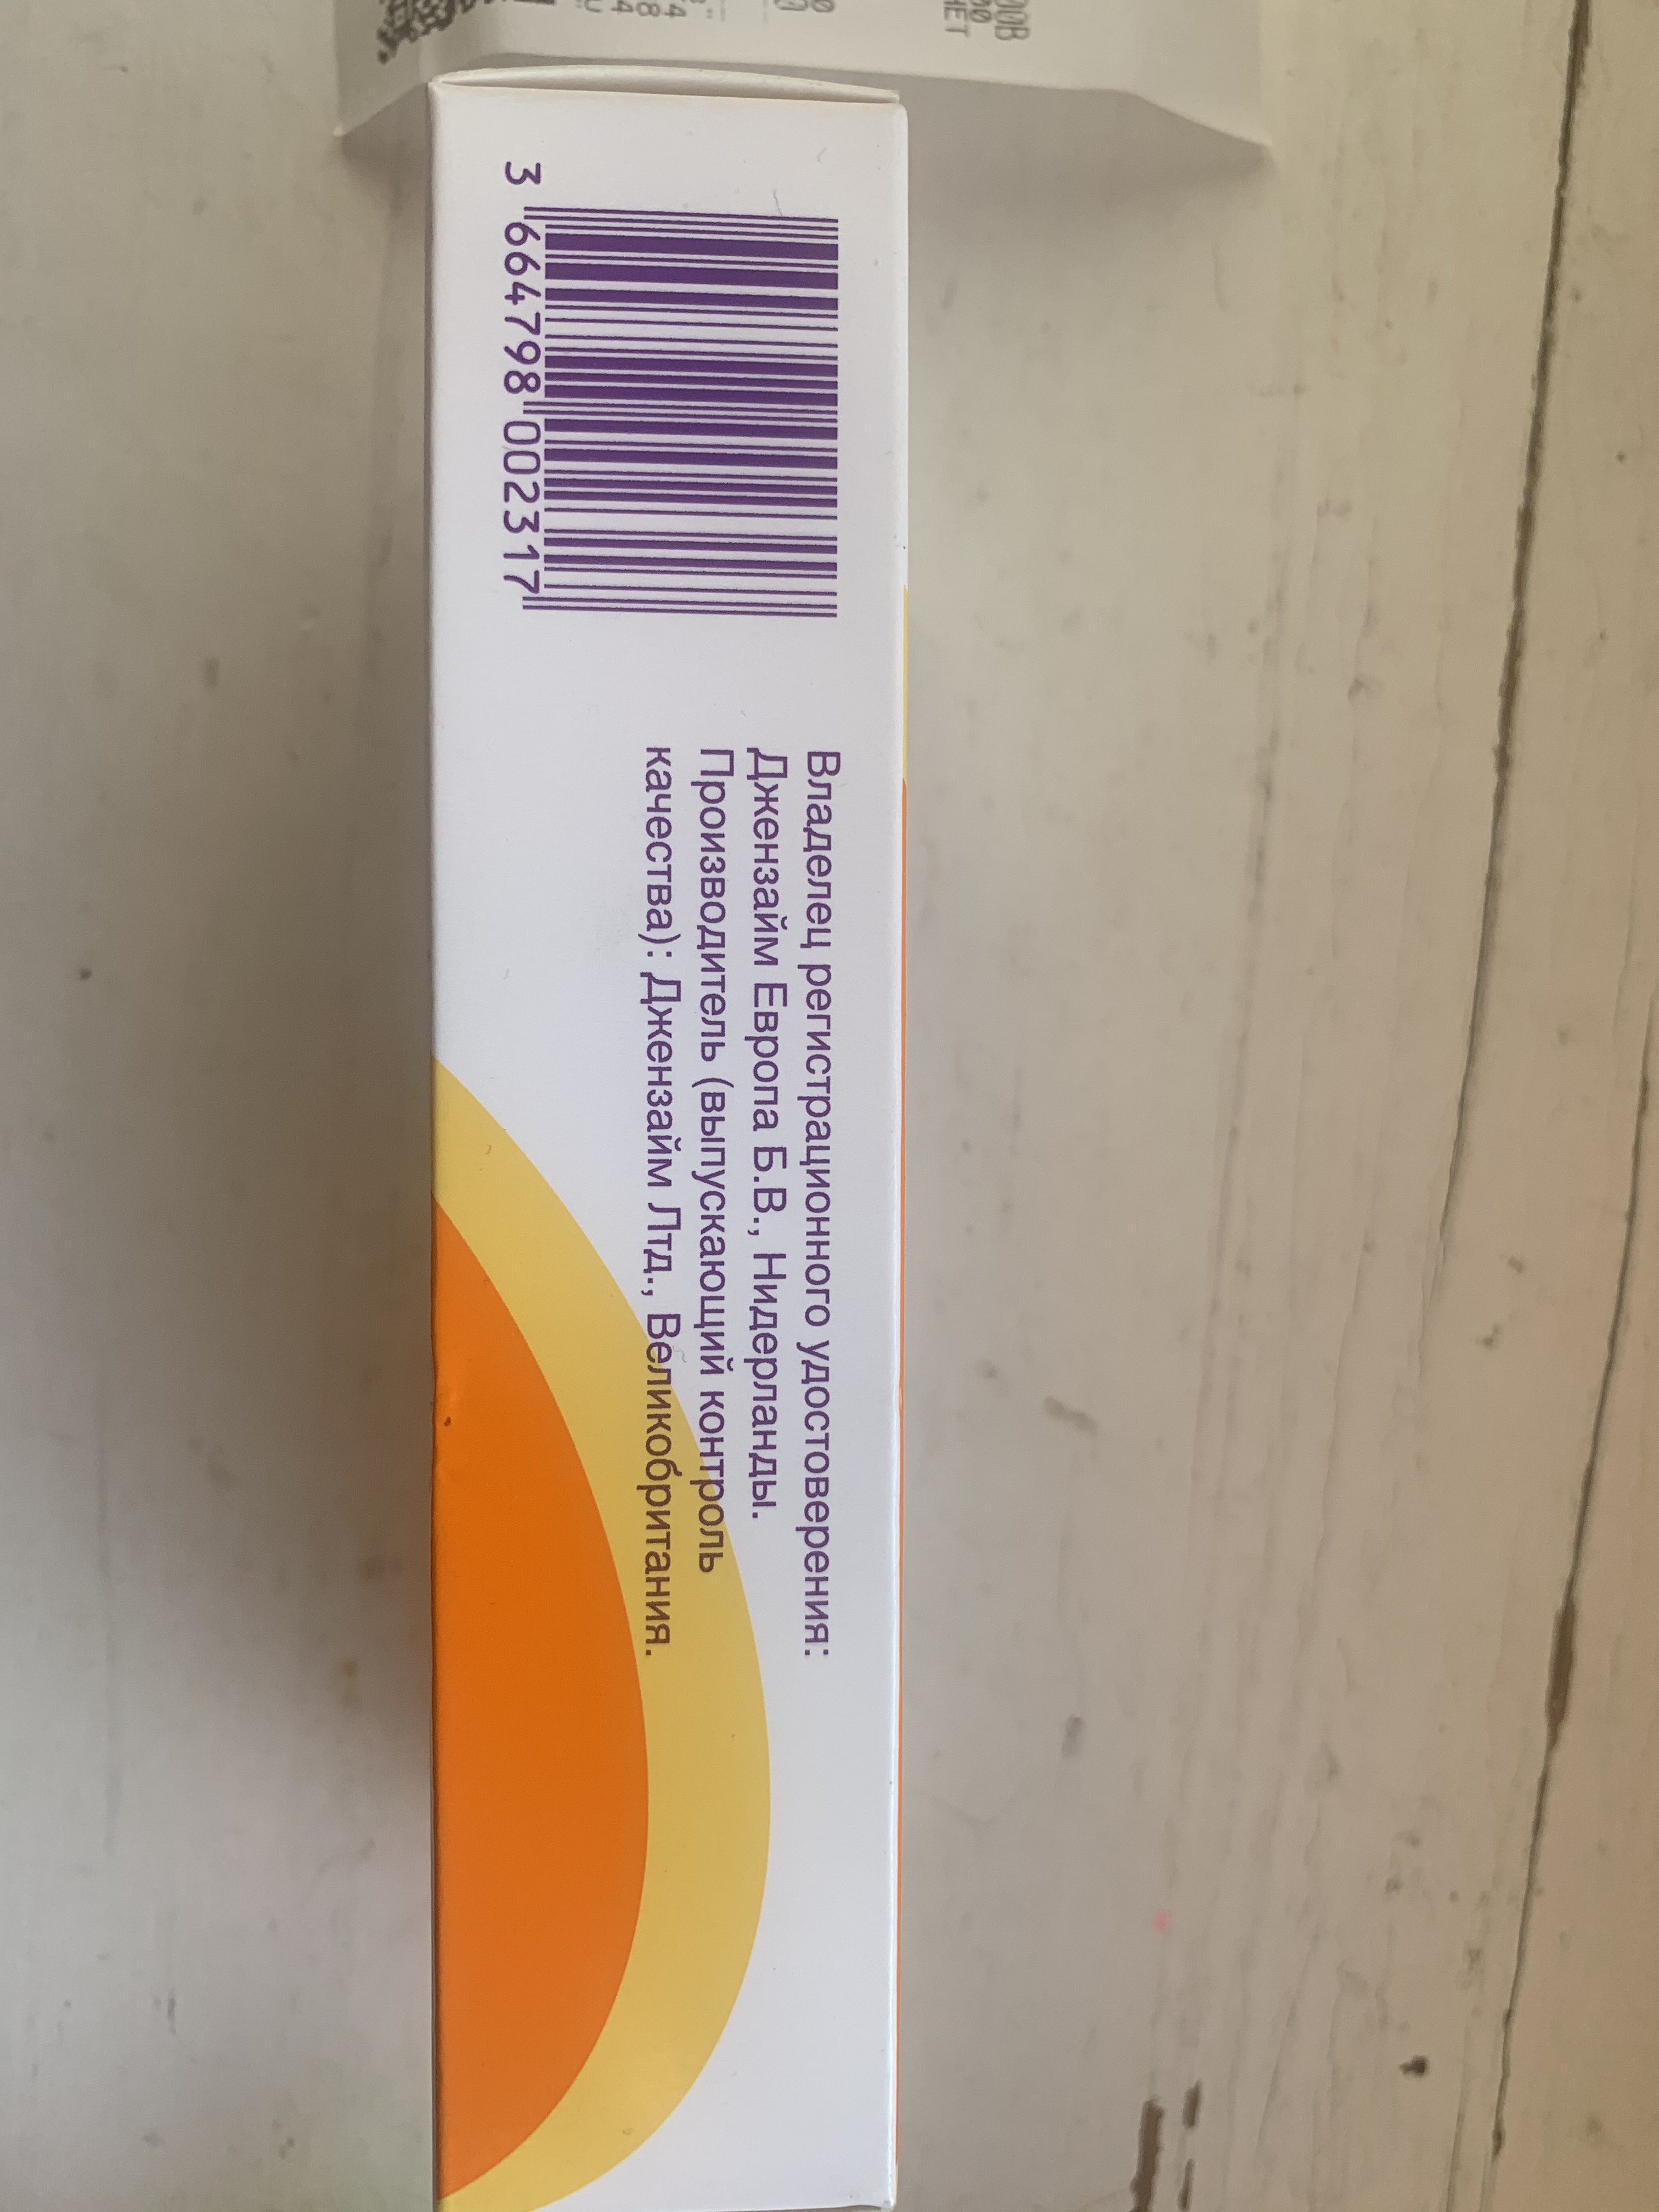 3 664798 002317
Владелец регистрационного удостоверения:
Джензайм Европа Б.В., Нидерланды.
Производитель (выпускающий контроль
качества): Джензайм Лтд., Великобритания.